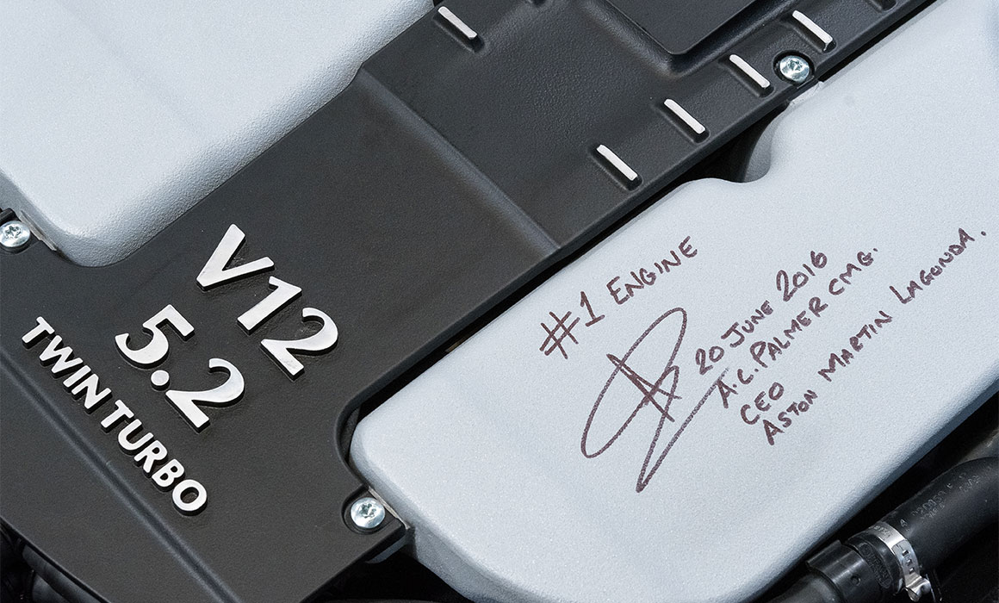 V12
5.2
TWIN TURBO
#1 ENGINE
20 JUNE 2016
A.C. PALMER CMG.
CEO
ASTON MARTIN LAGONDA.